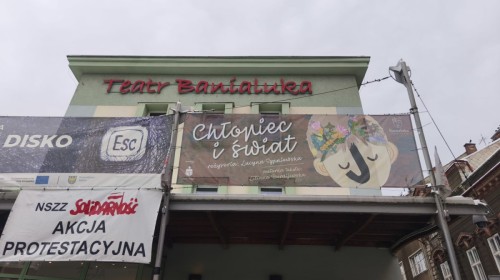 Teatr Banialuka
DISKO
Esc
Chłopiec
i świat
NSZZ Solidarność
AKCJA
PROTESTACYJNA